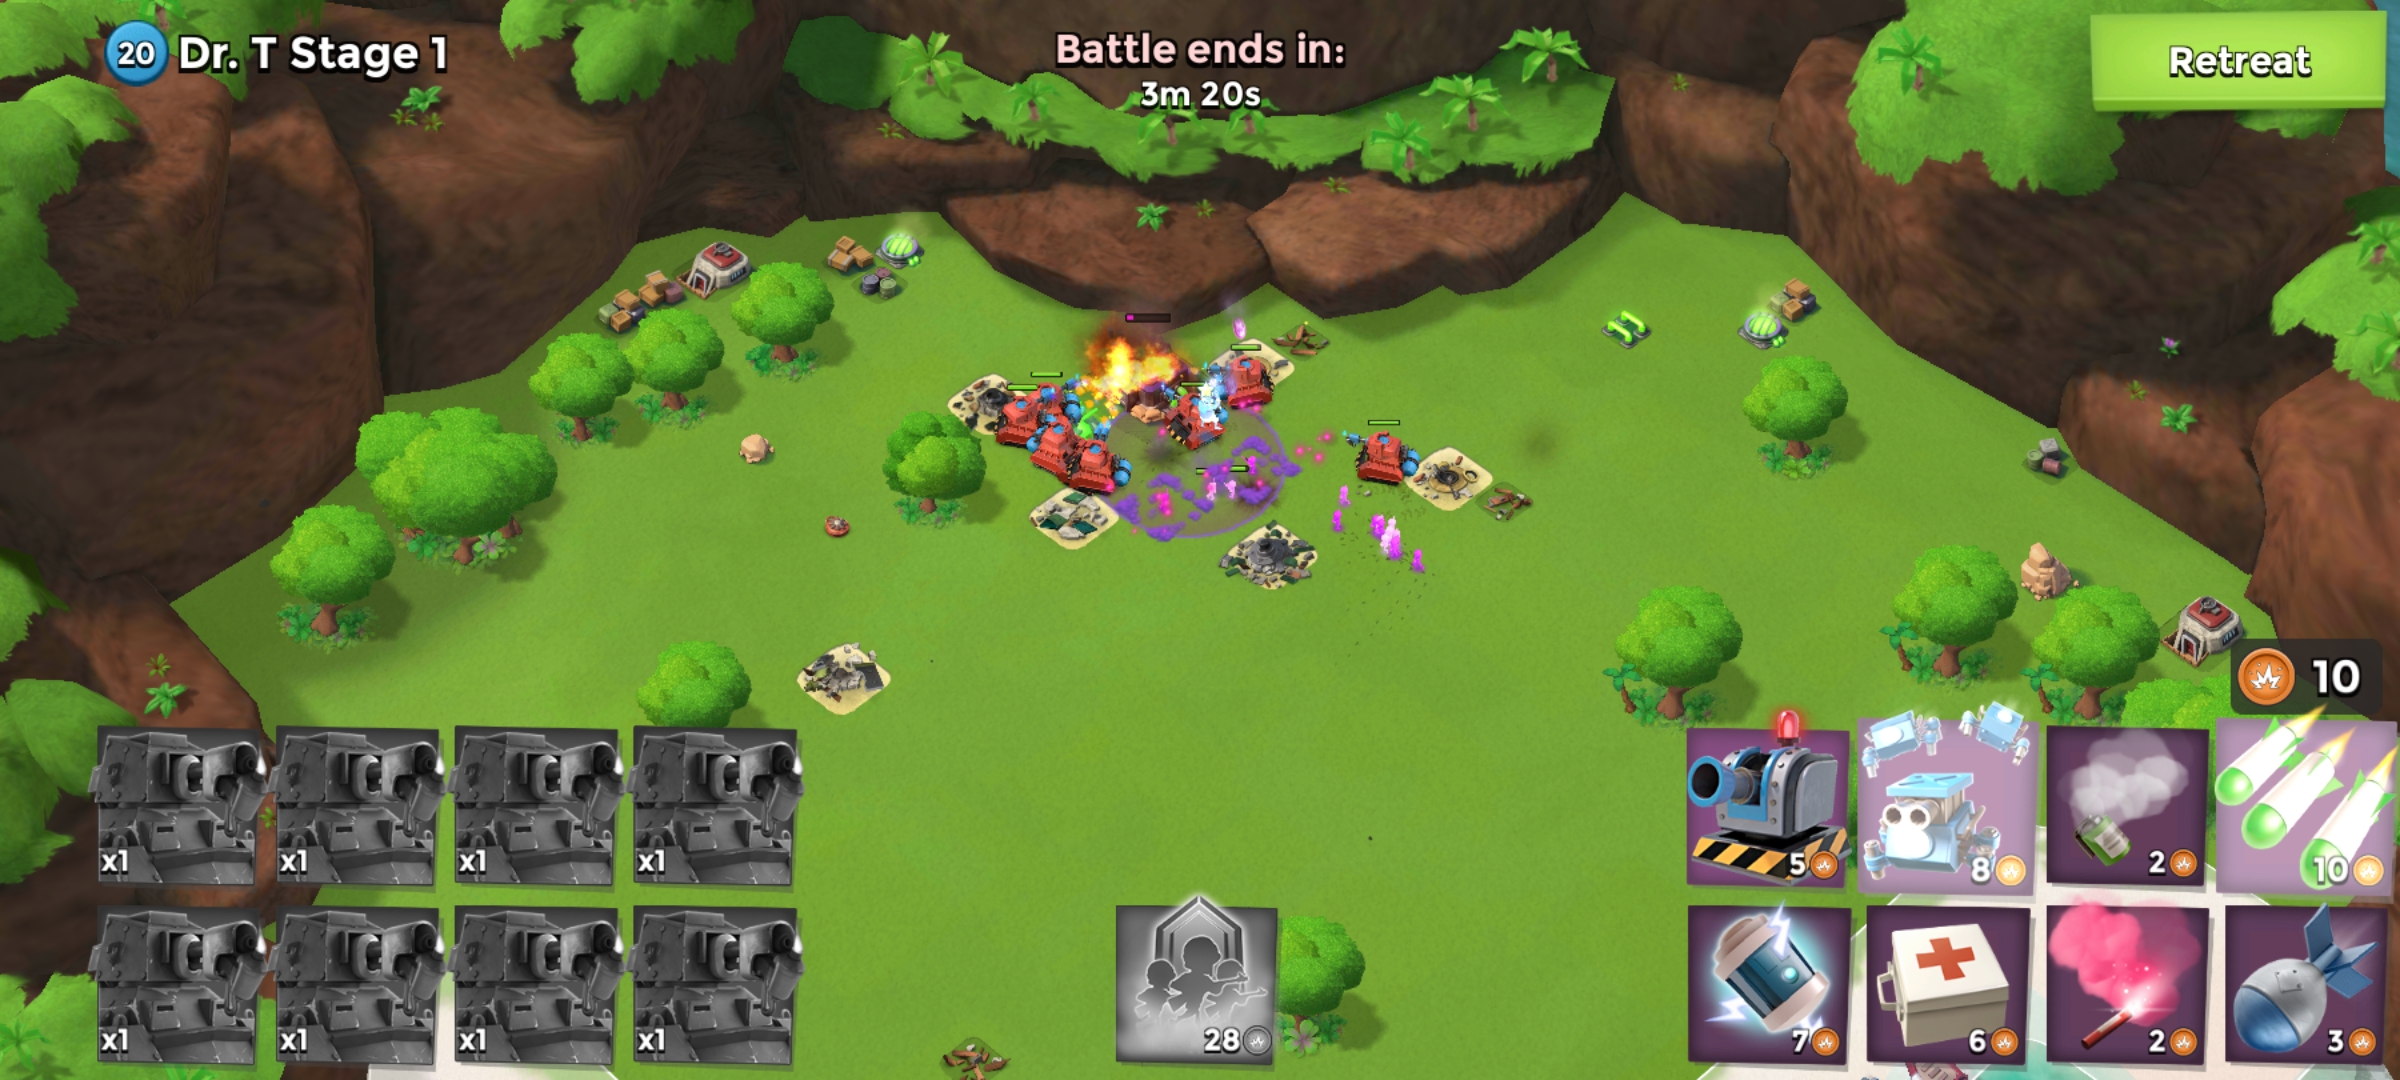 20 Dr. T Stage 1
Battle ends in:
3m 20s
Retreat
10
x1 x1 x1 x1
5 8 2 10
x1 x1 x1 x1
28
7 6 2 3